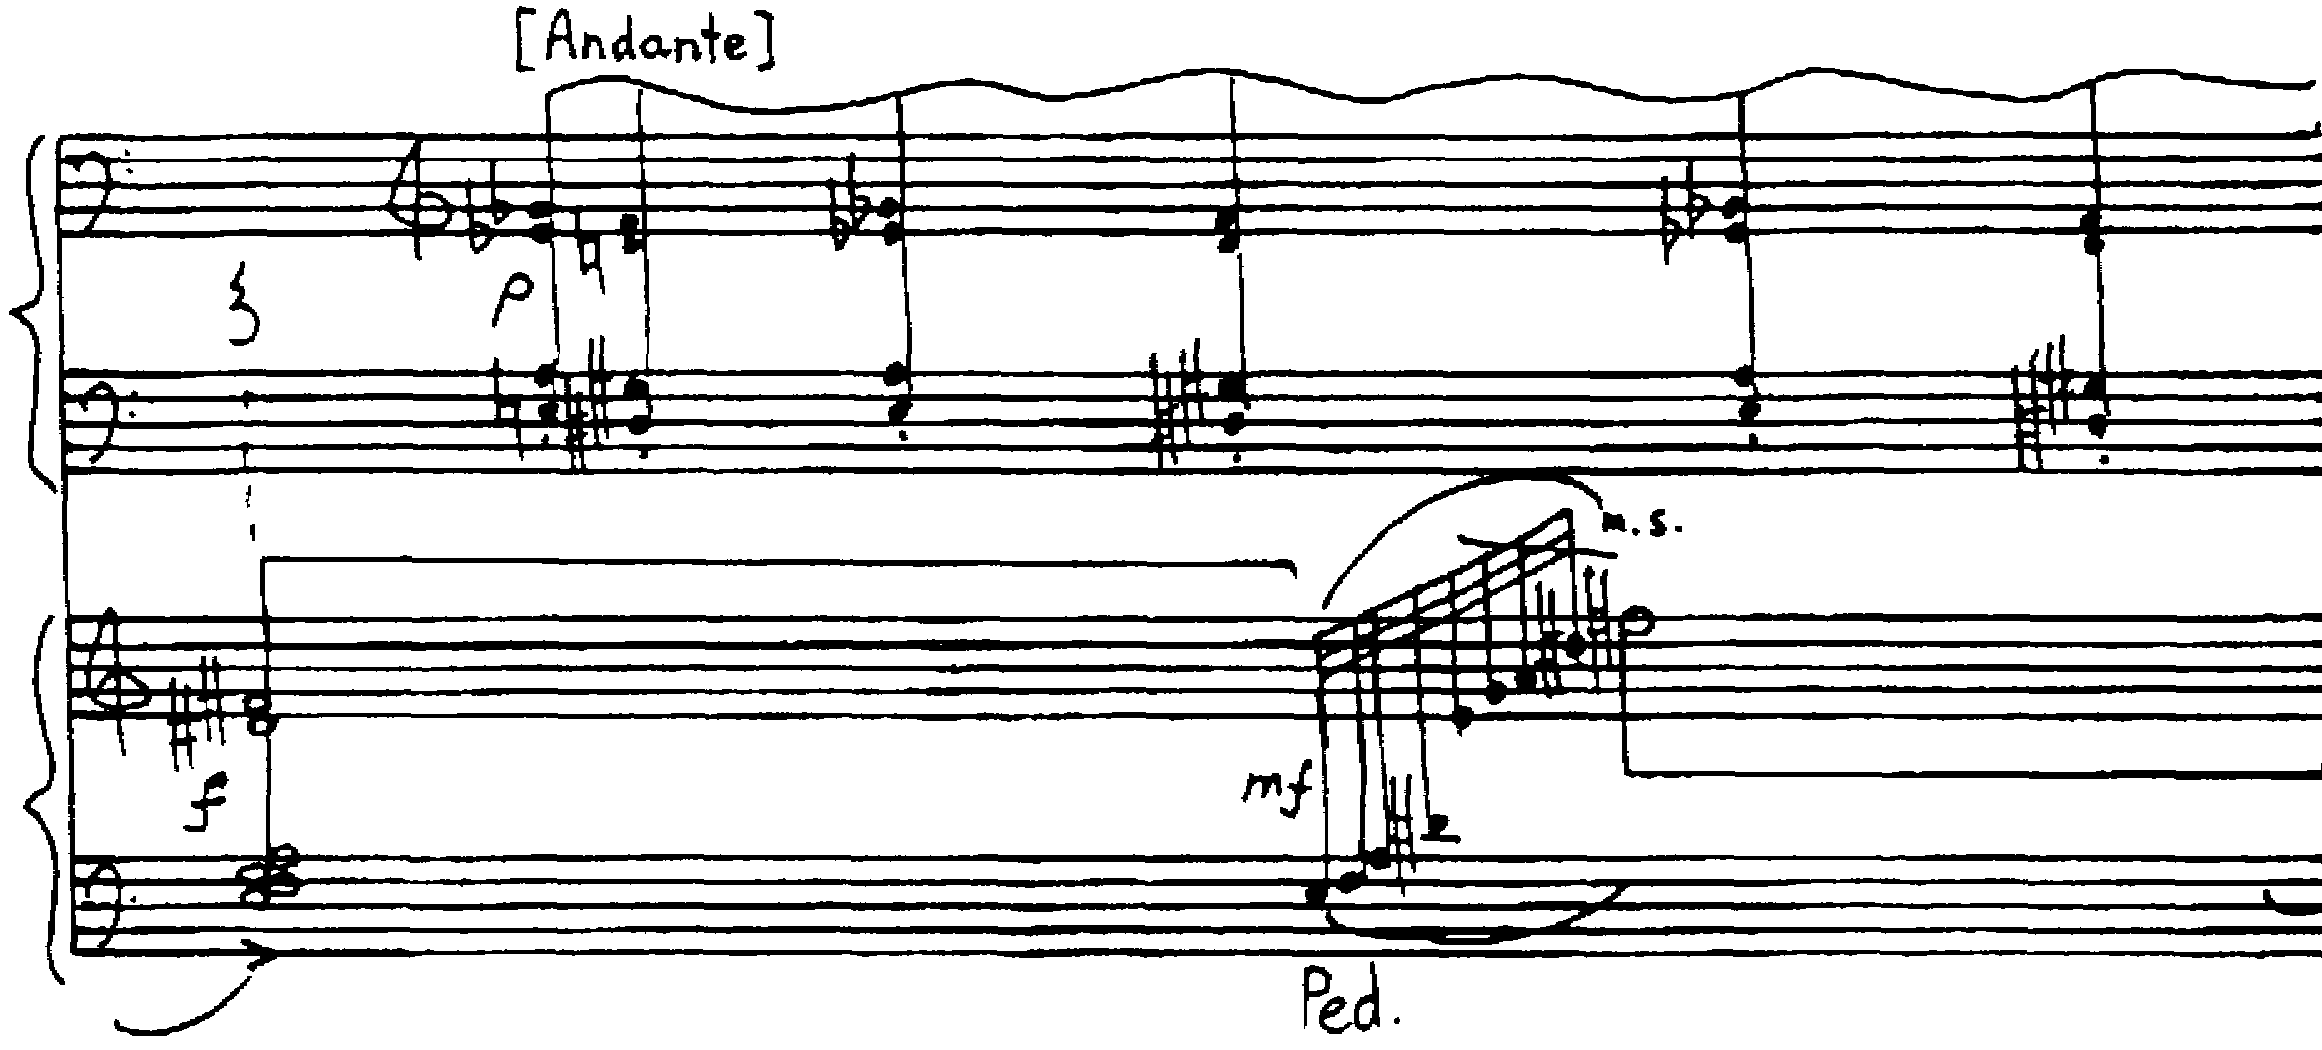 [Andante]
p
m.s.
mf
f
Ped.